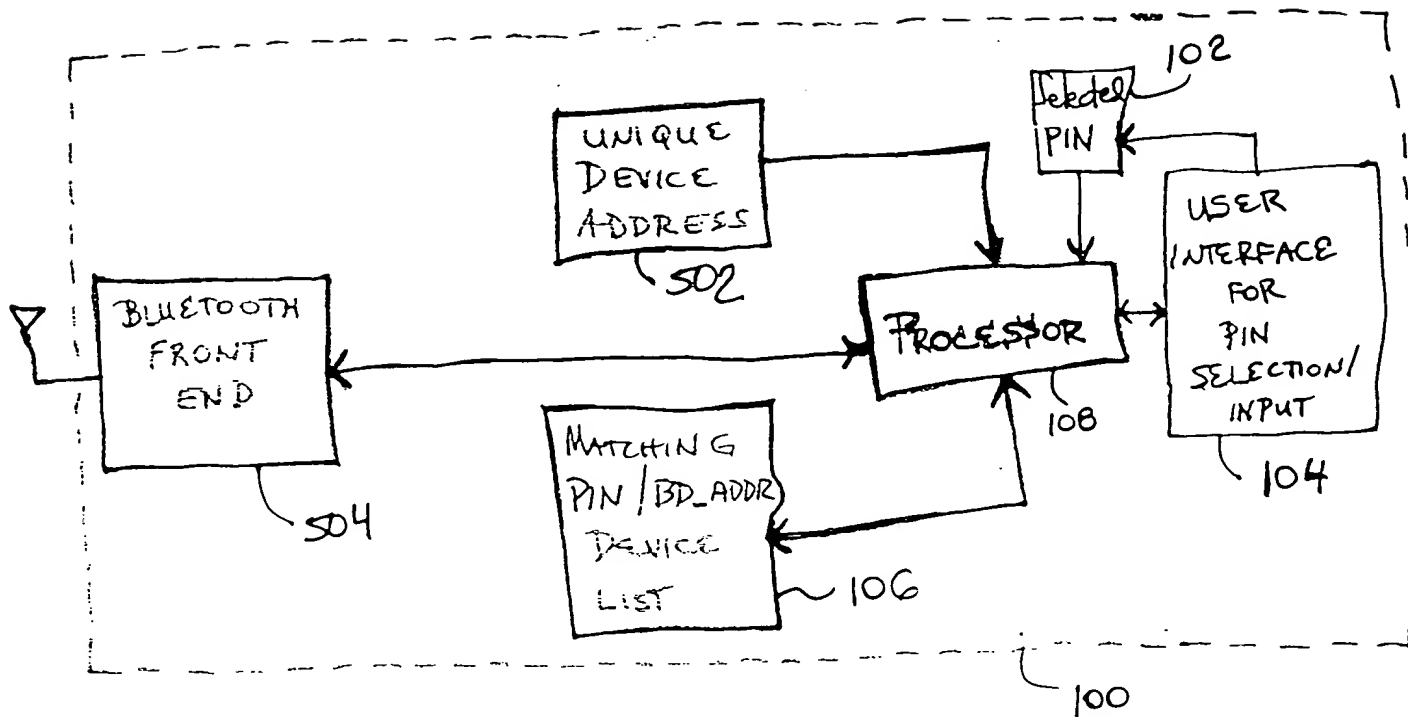 102
Selected
PIN
UNIQUE
DEVICE
ADDRESS
502
USER
INTERFACE
FOR
PIN
SELECTION/
INPUT
104
BLUETOOTH
FRONT
END
504
PROCESSOR
108
MATCHING
PIN/BD_ADDR
DEVICE
LIST
106
100